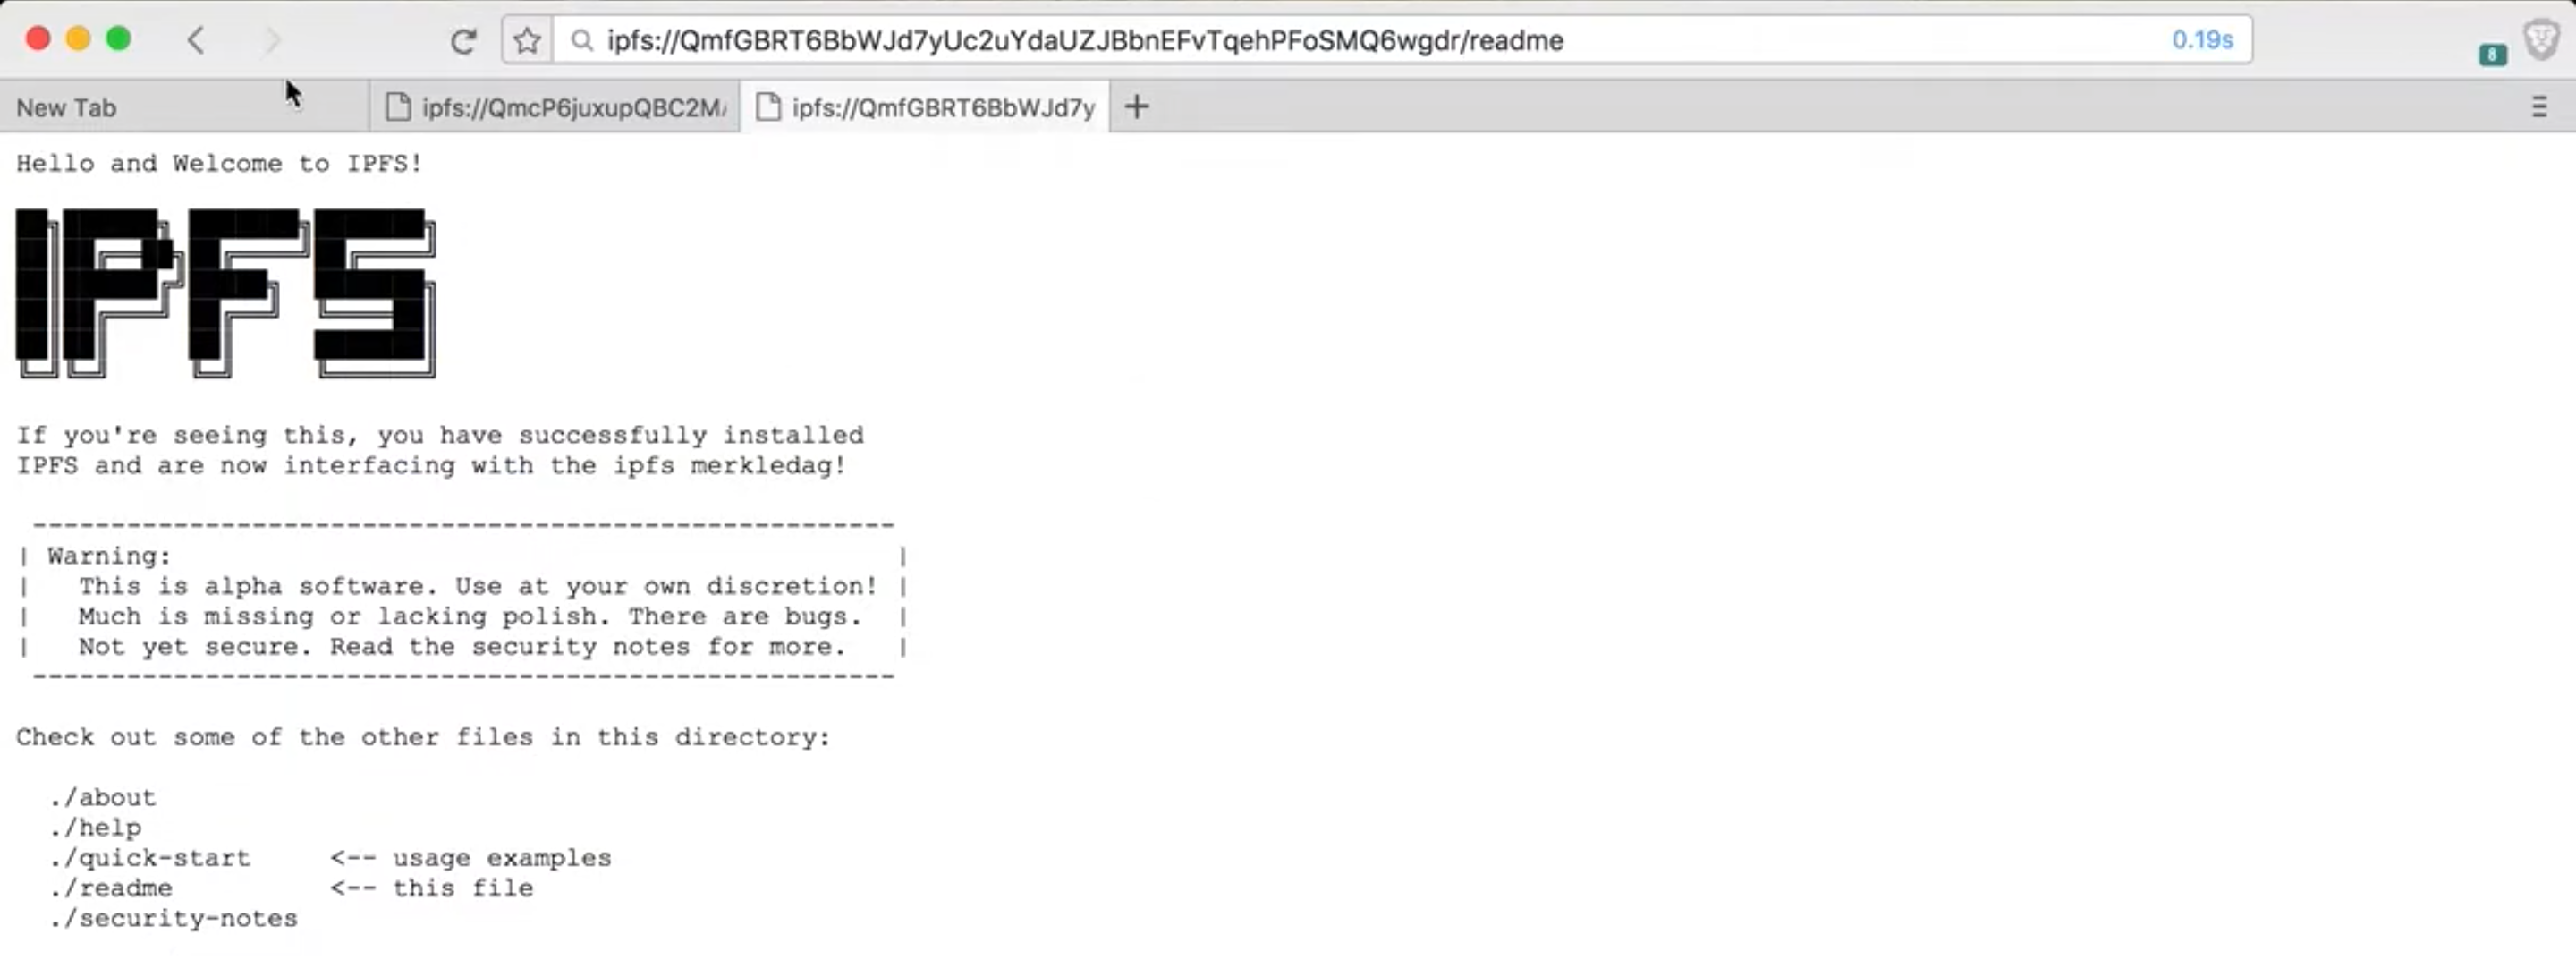 ipfs://QmfGBRT6BbWJd7yUc2uYdaUZJBbnEFvTqehPFoSMQ6wgdr/readme
0.19s
8
New Tab
ipfs://QmcP6juxupQBC2M
ipfs://QmfGBRT6BbWJd7y
Hello and Welcome to IPFS!
IPFS
If you're seeing this, you have successfully installed
IPFS and are now interfacing with the ipfs merkledag!
-------------------------------------------------------
| Warning: |
| This is alpha software. Use at your own discretion! |
| Much is missing or lacking polish. There are bugs. |
| Not yet secure. Read the security notes for more. |
-------------------------------------------------------
Check out some of the other files in this directory:
./about
./help
./quick-start <-- usage examples
./readme <-- this file
./security-notes